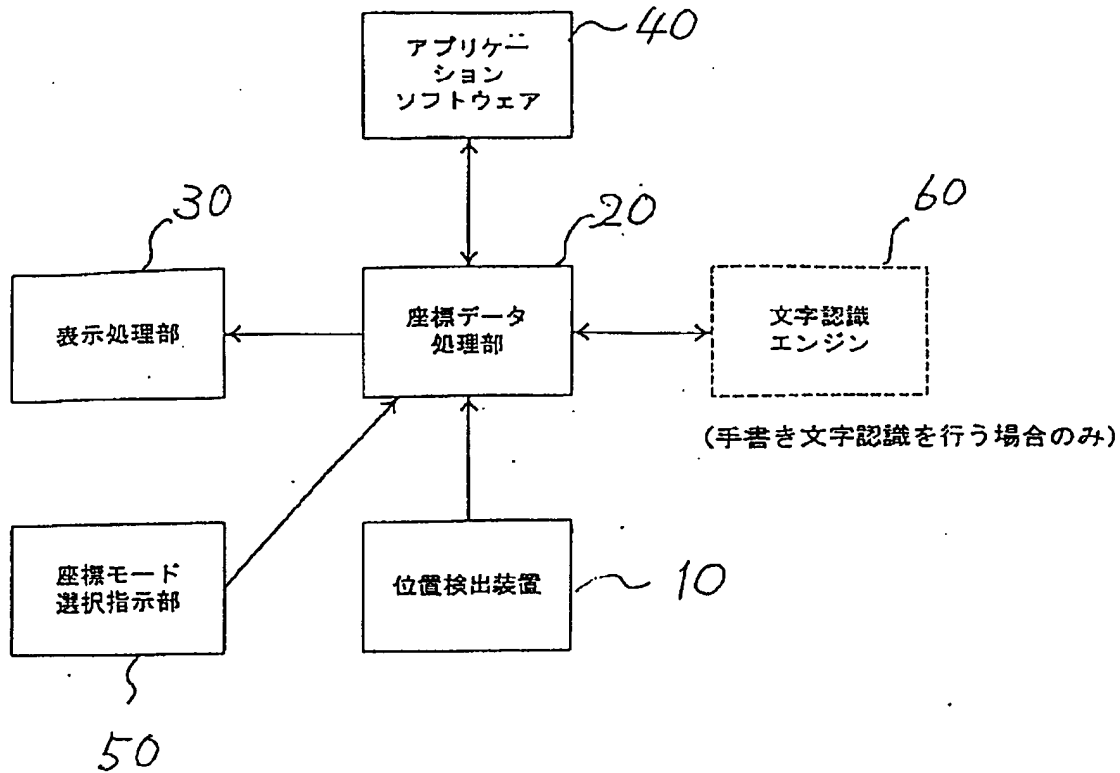 アプリケー
ション
ソフトウェア
40
30
20
60
表示処理部
座標データ
処理部
文字認識
エンジン
(手書き文字認識を行う場合のみ)
座標モード
選択指示部
位置検出装置
10
50